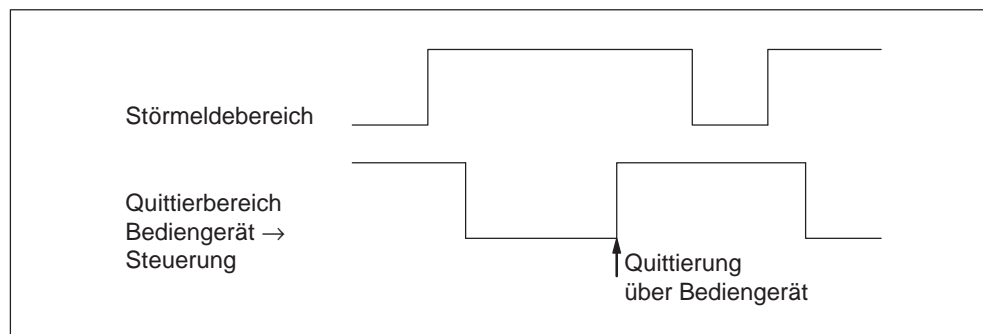 Störmeldebereich
Quittierbereich
Bediengerät →
Steuerung
Quittierung
über Bediengerät